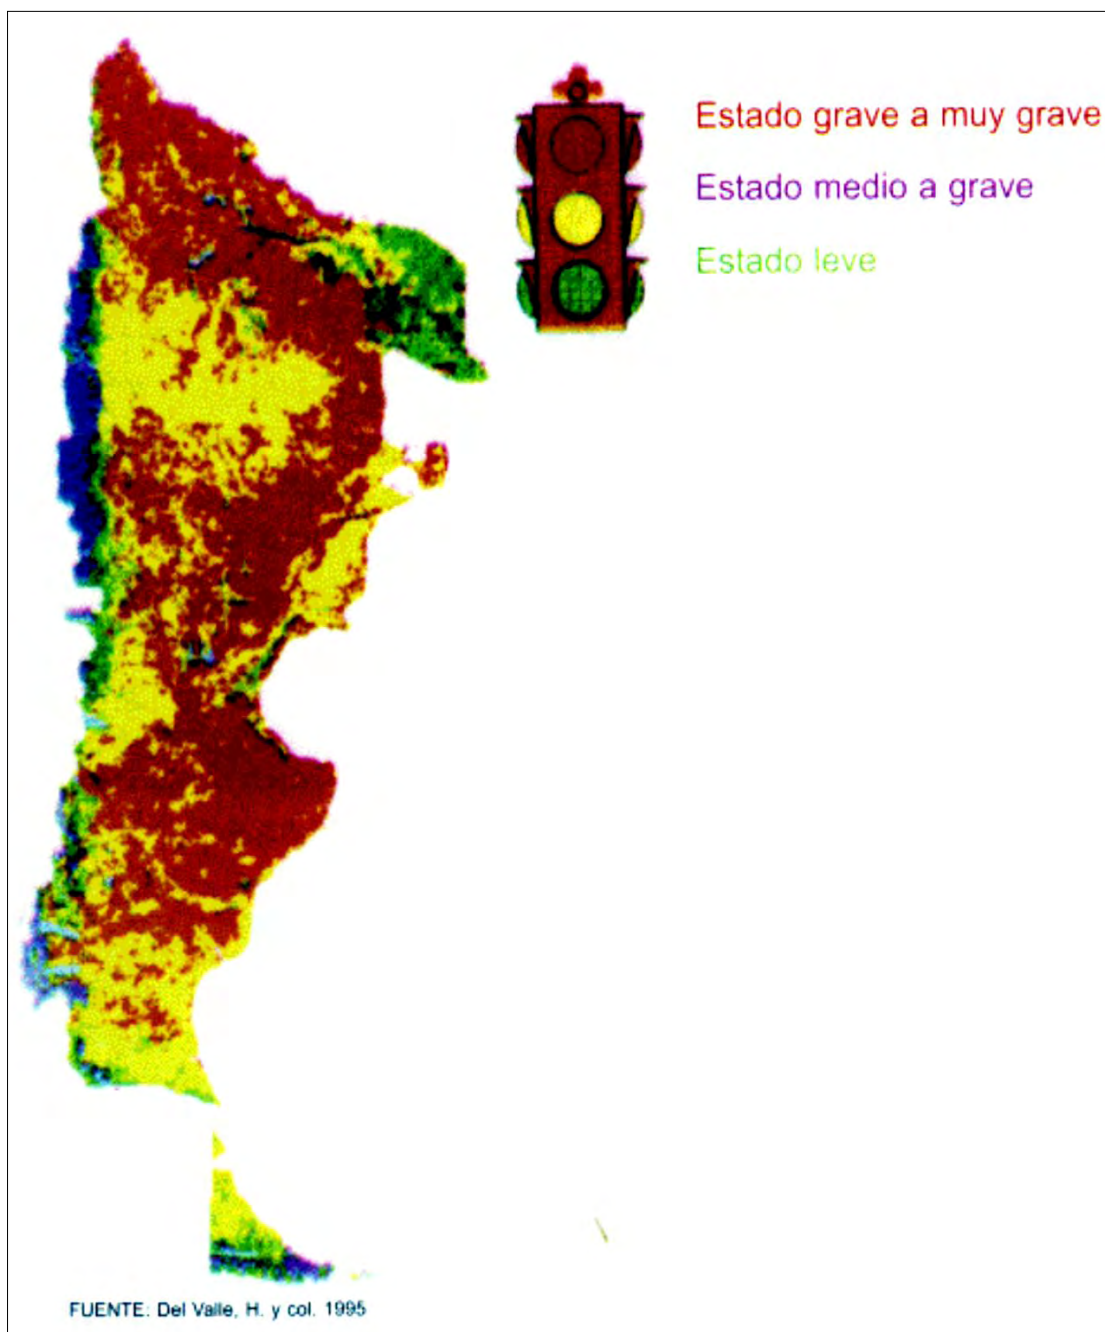 Estado grave a muy grave
Estado medio a grave
Estado leve
FUENTE: Del Valle, H. y col. 1995